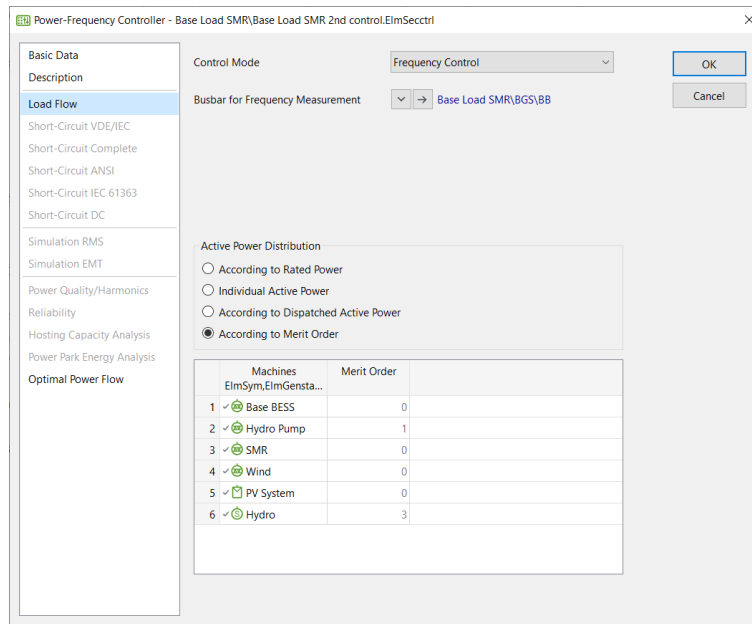 Power-Frequency Controller - Base Load SMR\Base Load SMR 2nd control.ElmSecctrl
Basic Data
Description
Load Flow
Short-Circuit VDE/IEC
Short-Circuit Complete
Short-Circuit ANSI
Short-Circuit IEC 61363
Short-Circuit DC
Simulation RMS
Simulation EMT
Power Quality/Harmonics
Reliability
Hosting Capacity Analysis
Power Park Energy Analysis
Optimal Power Flow
Control Mode Frequency Control
Busbar for Frequency Measurement Base Load SMR\BGS\BB
OK
Cancel
Active Power Distribution
According to Rated Power
Individual Active Power
According to Dispatched Active Power
According to Merit Order
Machines Merit Order
ElmSym,ElmGensta...
1 Base BESS 0
2 Hydro Pump 1
3 SMR 0
4 Wind 0
5 PV System 0
6 Hydro 3